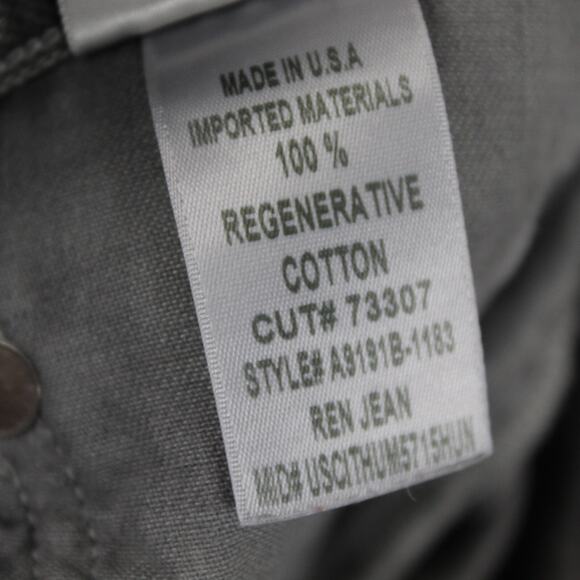 MADE IN U.S.A
IMPORTED MATERIALS
100 %
REGENERATIVE
COTTON
CUT# 73307
STYLE# A9191B-1183
REN JEAN
MID# USCITHUM5715HUN